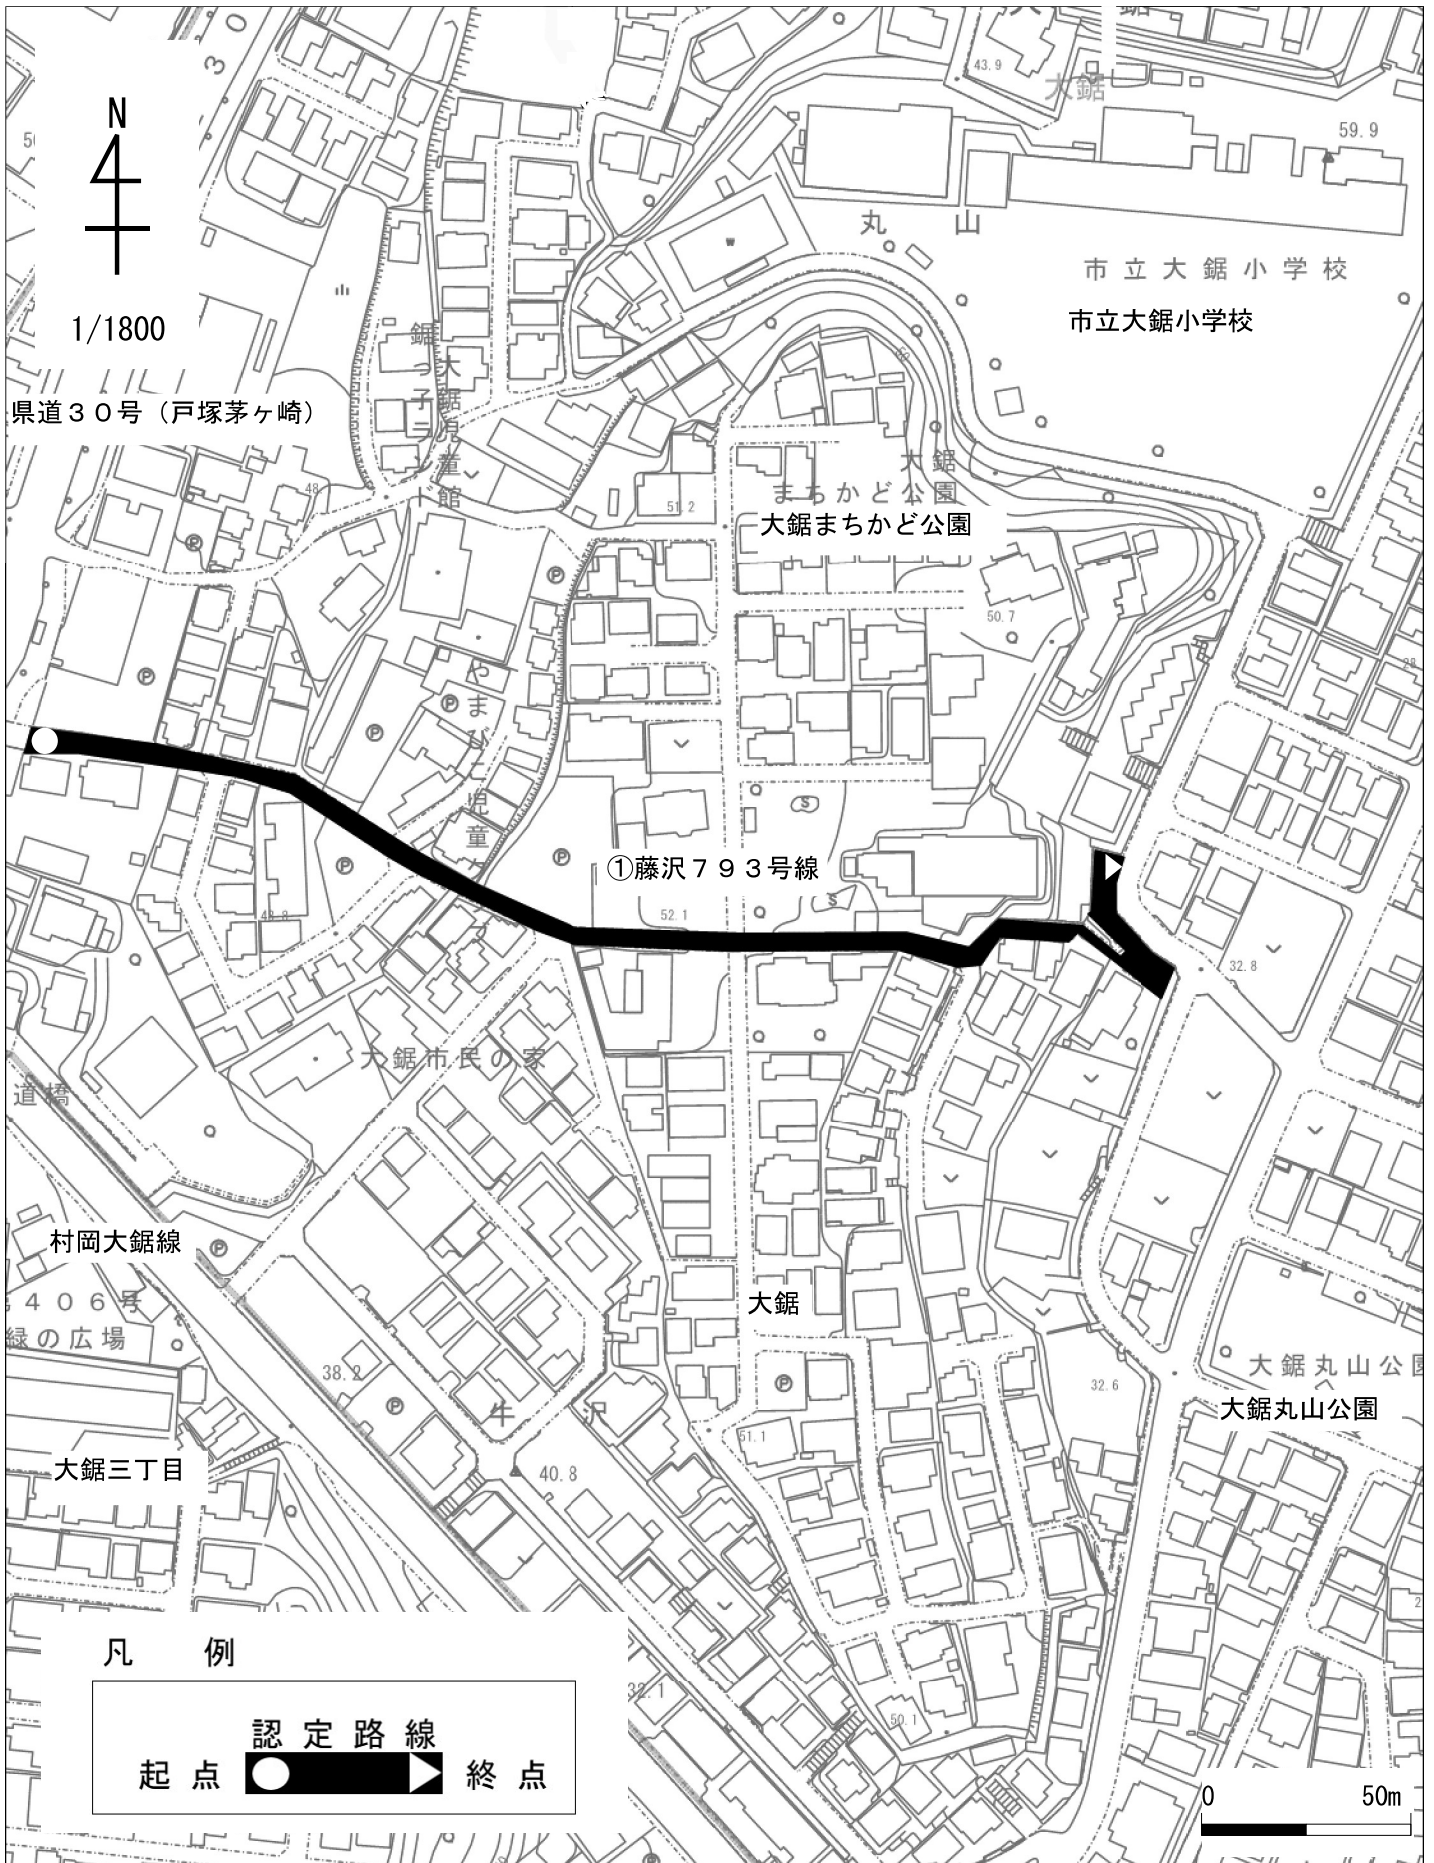 N
1/1800
30
43.9
大鋸
59.9
丸山
市立大鋸小学校
市立大鋸小学校
県道３０号（戸塚茅ヶ崎）
大鋸児童館
鋸っ子ランド
48
51.2
大鋸
まちかど公園
大鋸まちかど公園
50.7
28
やまびこ児童
①藤沢７９３号線
52.1
32.8
大鋸市民の家
道橋
村岡大鋸線
４０６号
緑の広場
大鋸
38.2
大鋸丸山公園
32.6
大鋸丸山公園
牛沢
51.1
大鋸三丁目
40.8
凡例
32.1
50.1
認定路線
起点
終点
0
50m